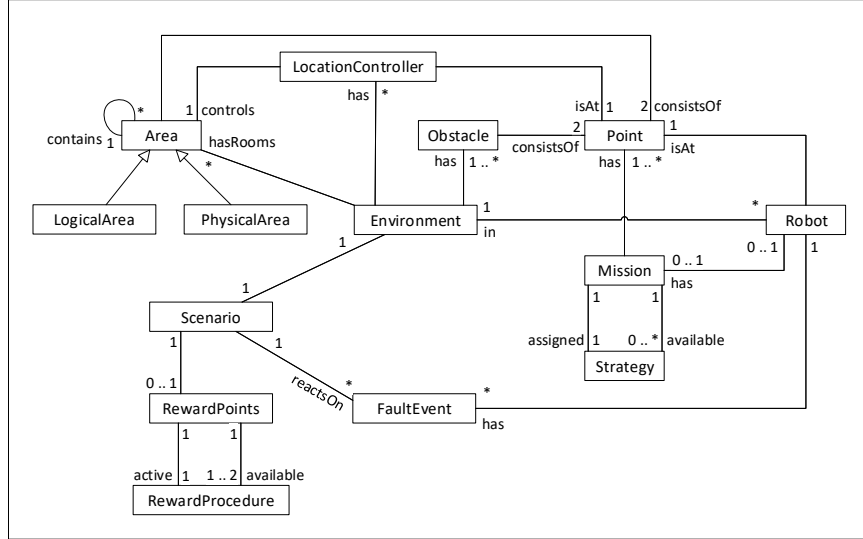 LocationController
has *
1 controls
isAt 1
2 consistsOf
contains 1
*
Area
hasRooms
*
Obstacle
has 1 .. *
2
consistsOf
Point
1
isAt
has 1 .. *
LogicalArea
PhysicalArea
Environment
1
in
*
Robot
0 .. 1
1
1
1
Mission
0 .. 1
has
1
1
assigned 1
0 .. * available
Strategy
Scenario
1
1
0 .. 1
reactsOn
*
RewardPoints
FaultEvent
*
has
1
1
active 1
1 .. 2 available
RewardProcedure